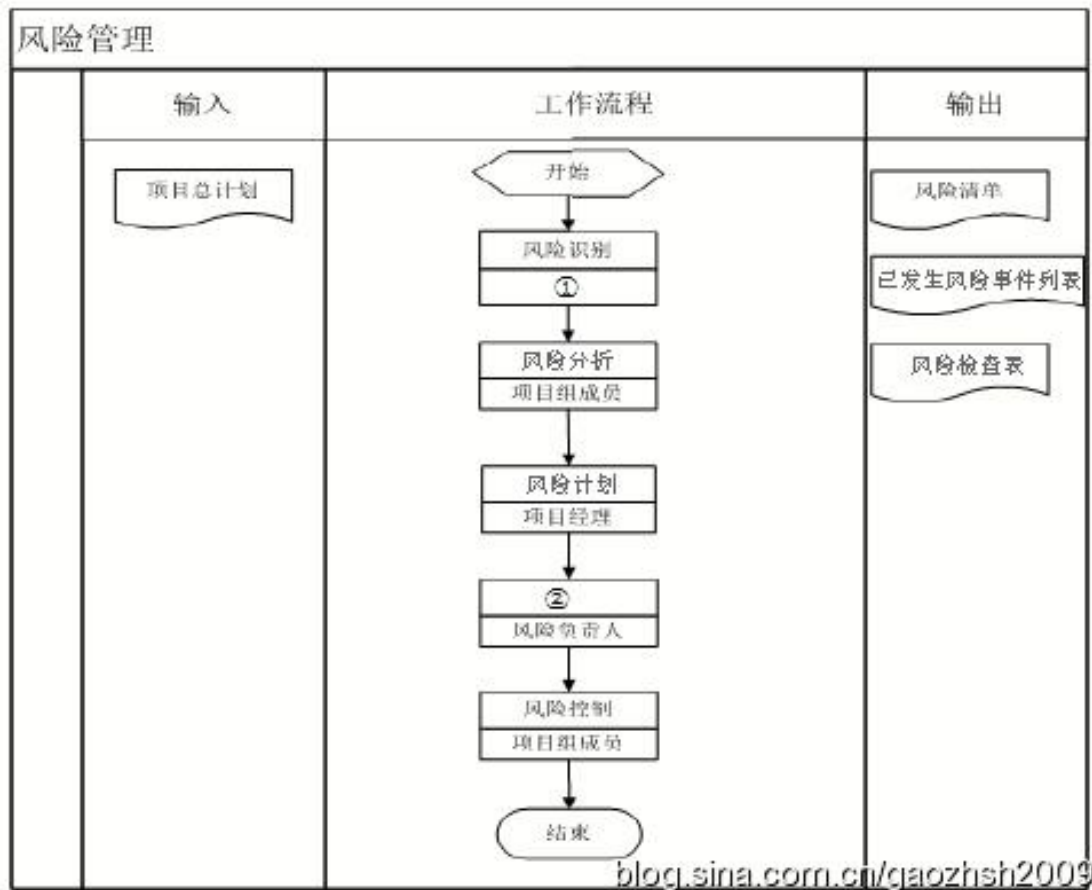 风险管理
输入
工作流程
输出
项目总计划
开始
风险识别
①
风险分析
项目组成员
风险计划
项目经理
②
风险负责人
风险控制
项目组成员
结束
风险清单
已发生风险事件列表
风险检查表
blog.sina.com.cn/gaozhsh2009